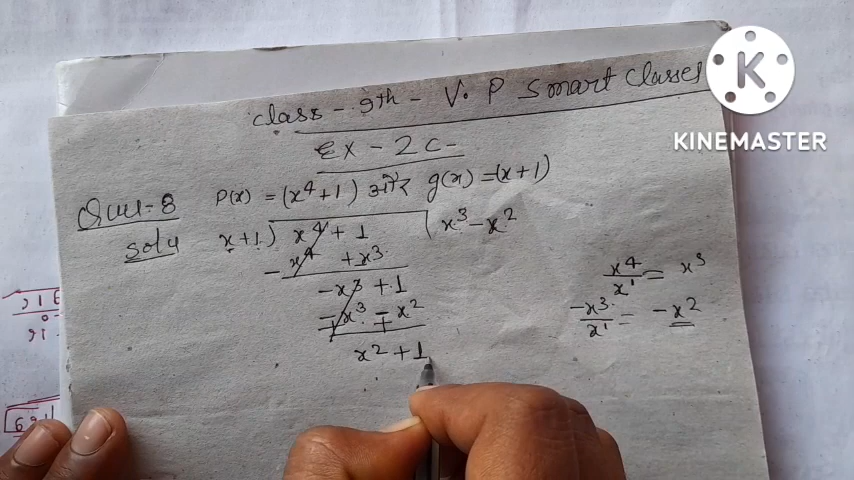 K
KINEMASTER
Class - 9th - V. P Smart Classes
Ex - 2C -
Que - 8 P(x) = (x⁴+1) और g(x) = (x+1)
Solⁿ x+1) x⁴ + 1 ( x³ - x²
- x⁴ + x³
- x³ + 1
- x³ - x²
+ +
x² + 1
x⁴/x¹ = x³
-x³/x¹ = -x²